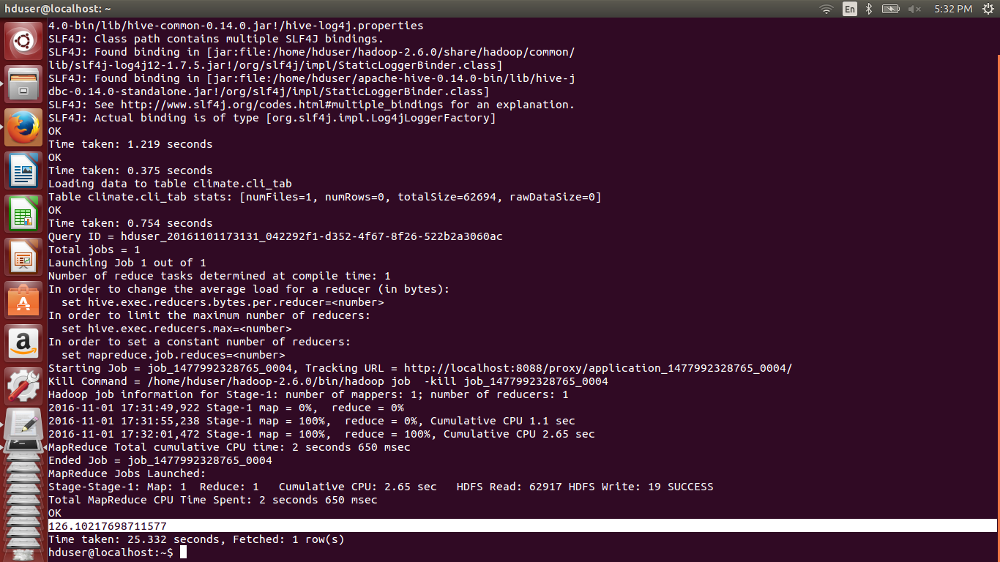 hduser@localhost: ~
En
5:32 PM
4.0-bin/lib/hive-common-0.14.0.jar!/hive-log4j.properties
SLF4J: Class path contains multiple SLF4J bindings.
SLF4J: Found binding in [jar:file:/home/hduser/hadoop-2.6.0/share/hadoop/common/
lib/slf4j-log4j12-1.7.5.jar!/org/slf4j/impl/StaticLoggerBinder.class]
SLF4J: Found binding in [jar:file:/home/hduser/apache-hive-0.14.0-bin/lib/hive-j
dbc-0.14.0-standalone.jar!/org/slf4j/impl/StaticLoggerBinder.class]
SLF4J: See http://www.slf4j.org/codes.html#multiple_bindings for an explanation.
SLF4J: Actual binding is of type [org.slf4j.impl.Log4jLoggerFactory]
OK
Time taken: 1.219 seconds
OK
Time taken: 0.375 seconds
Loading data to table climate.cli_tab
Table climate.cli_tab stats: [numFiles=1, numRows=0, totalSize=62694, rawDataSize=0]
OK
Time taken: 0.754 seconds
Query ID = hduser_20161101173131_042292f1-d352-4f67-8f26-522b2a3060ac
Total jobs = 1
Launching Job 1 out of 1
Number of reduce tasks determined at compile time: 1
In order to change the average load for a reducer (in bytes):
  set hive.exec.reducers.bytes.per.reducer=<number>
In order to limit the maximum number of reducers:
  set hive.exec.reducers.max=<number>
In order to set a constant number of reducers:
  set mapreduce.job.reduces=<number>
Starting Job = job_1477992328765_0004, Tracking URL = http://localhost:8088/proxy/application_1477992328765_0004/
Kill Command = /home/hduser/hadoop-2.6.0/bin/hadoop job  -kill job_1477992328765_0004
Hadoop job information for Stage-1: number of mappers: 1; number of reducers: 1
2016-11-01 17:31:49,922 Stage-1 map = 0%,  reduce = 0%
2016-11-01 17:31:55,238 Stage-1 map = 100%,  reduce = 0%, Cumulative CPU 1.1 sec
2016-11-01 17:32:01,472 Stage-1 map = 100%,  reduce = 100%, Cumulative CPU 2.65 sec
MapReduce Total cumulative CPU time: 2 seconds 650 msec
Ended Job = job_1477992328765_0004
MapReduce Jobs Launched:
Stage-Stage-1: Map: 1  Reduce: 1   Cumulative CPU: 2.65 sec   HDFS Read: 62917 HDFS Write: 19 SUCCESS
Total MapReduce CPU Time Spent: 2 seconds 650 msec
OK
126.10217698711577
Time taken: 25.332 seconds, Fetched: 1 row(s)
hduser@localhost:~$